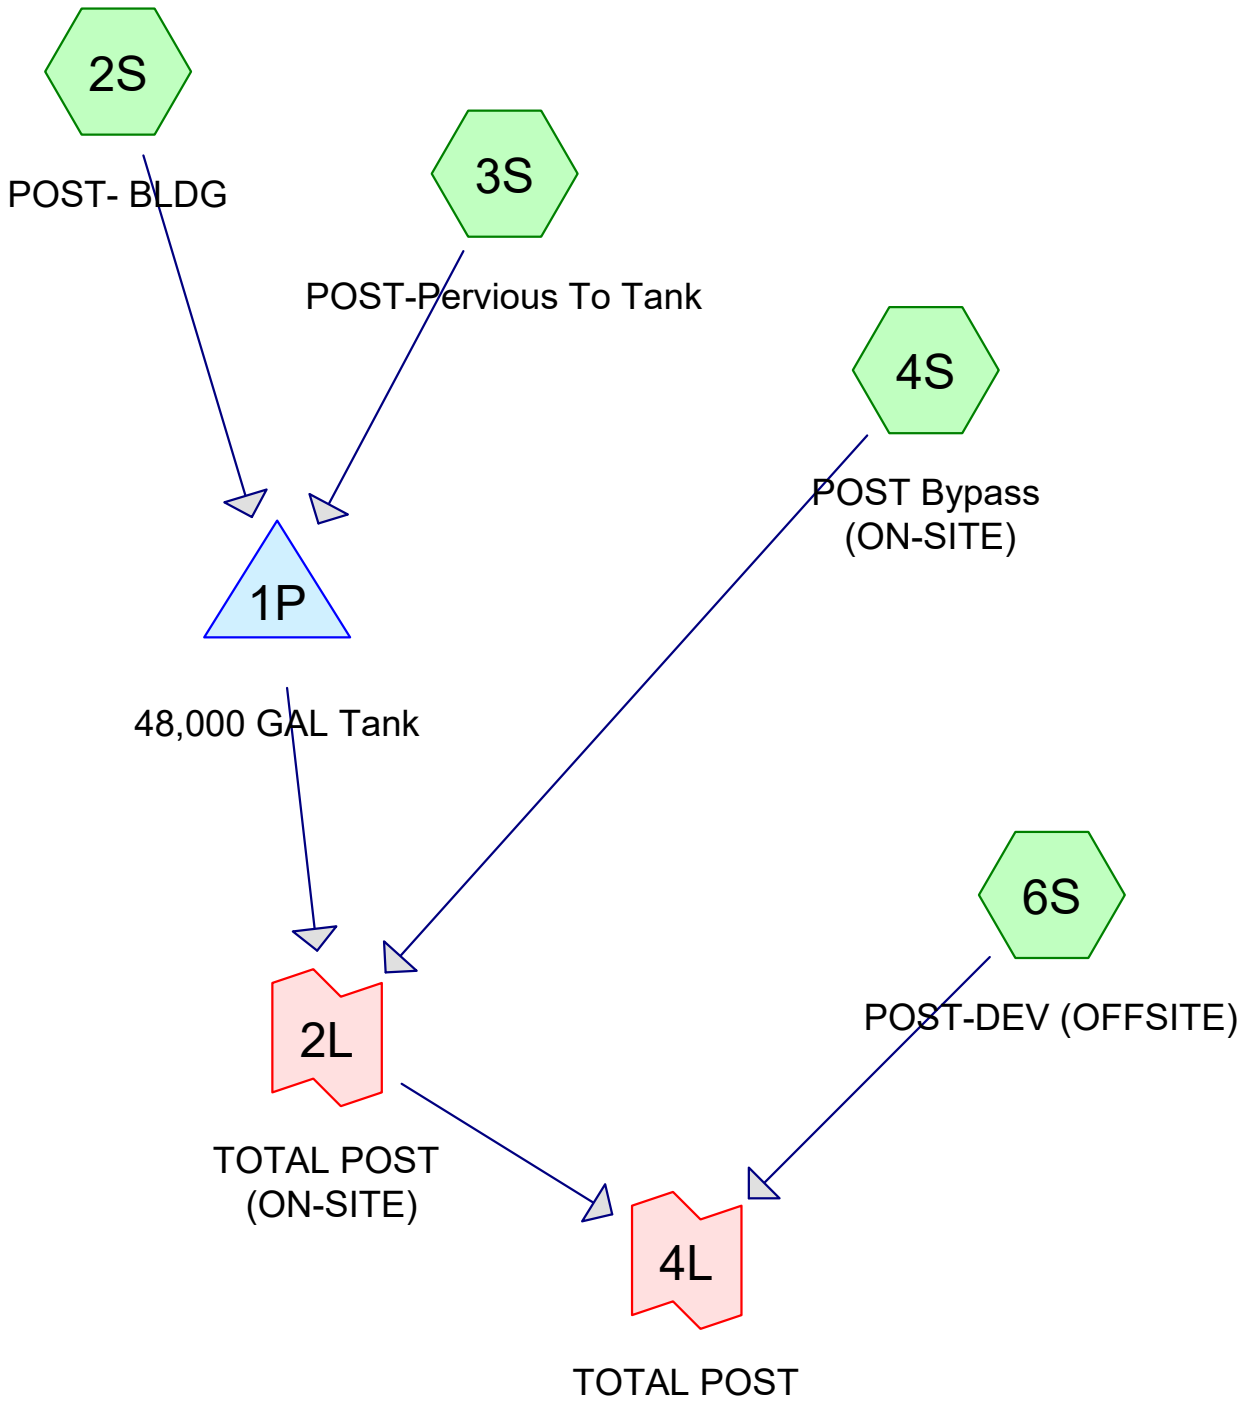 2S
POST- BLDG
3S
POST-Pervious To Tank
4S
POST Bypass
(ON-SITE)
1P
48,000 GAL Tank
6S
POST-DEV (OFFSITE)
2L
TOTAL POST
(ON-SITE)
4L
TOTAL POST